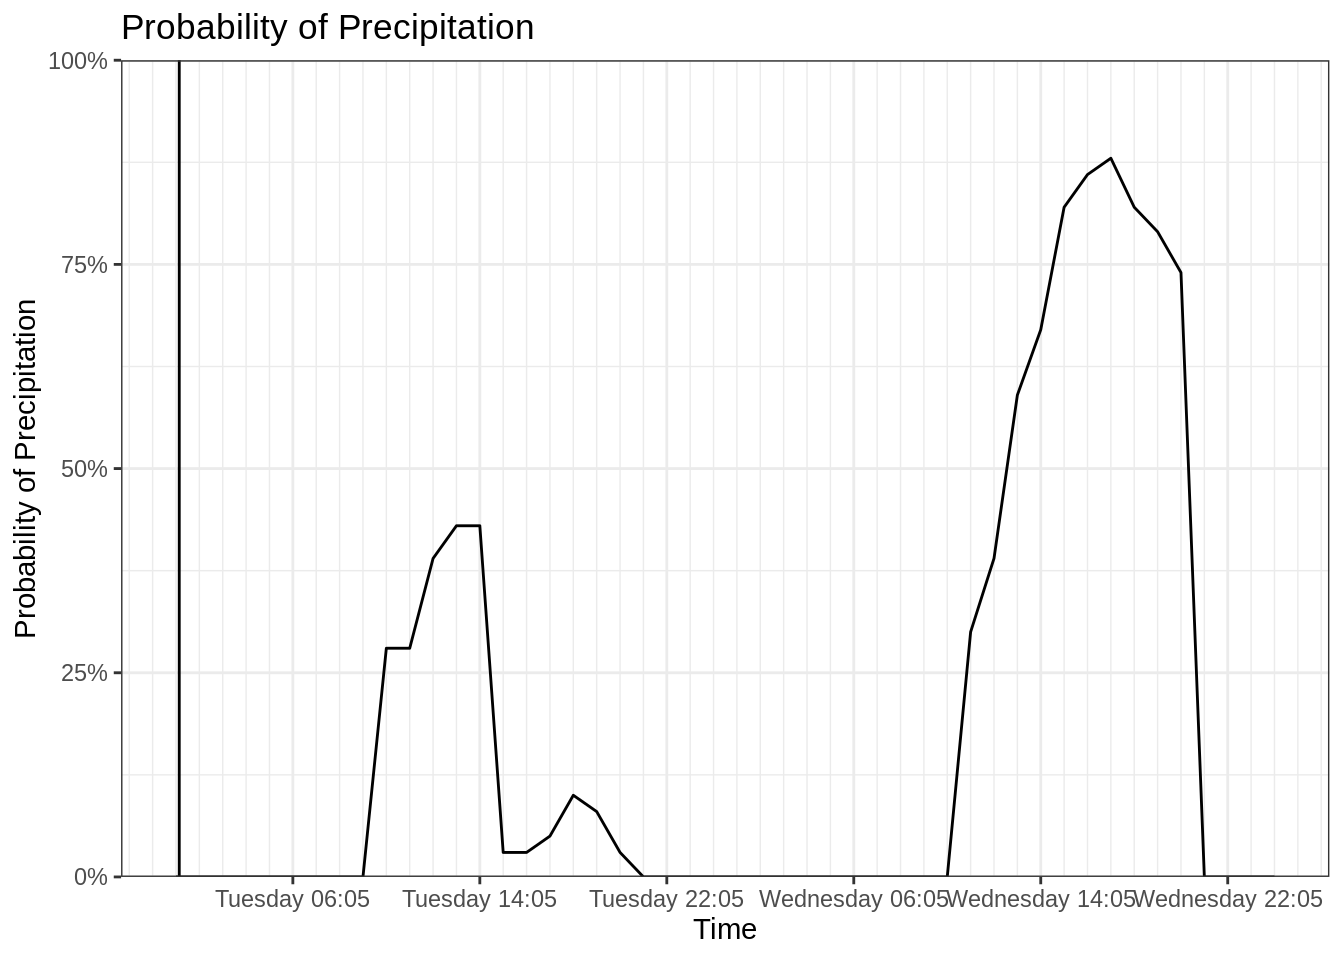 Probability of Precipitation
Probability of Precipitation
100%
75%
50%
25%
0%
Tuesday 06:05 Tuesday 14:05 Tuesday 22:05 Wednesday 06:05 Wednesday 14:05 Wednesday 22:05
Time